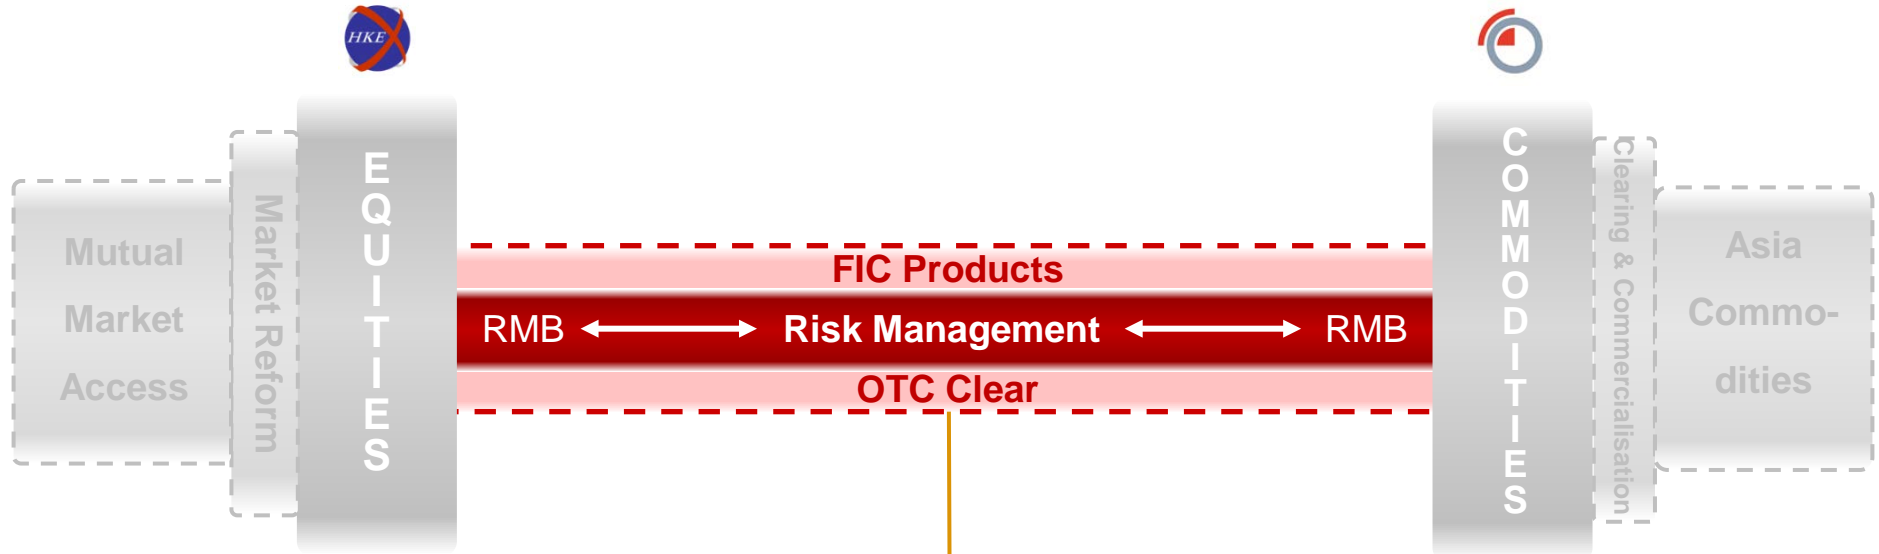 HKEX
Mutual
Market
Access
Market Reform
EQUITIES
FIC Products
RMB Risk Management RMB
OTC Clear
COMMODITIES
Clearing & Commercialisation
Asia
Commo-
dities